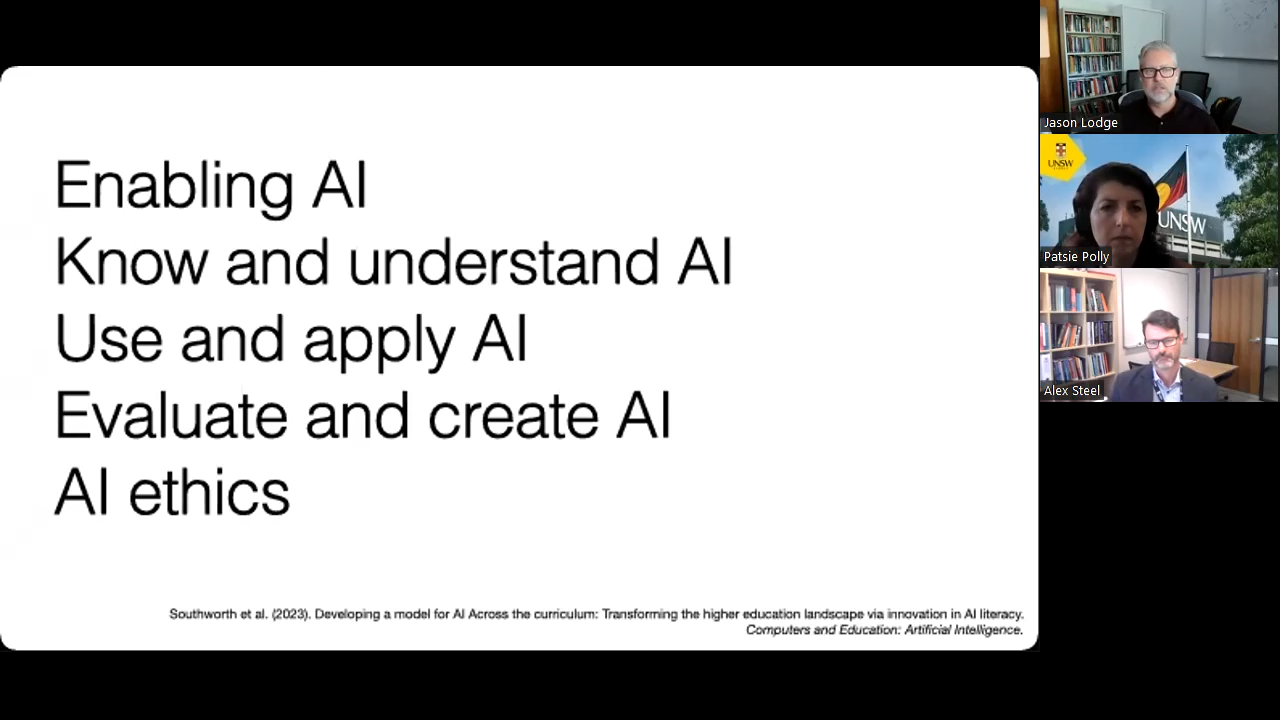 Enabling AI
Know and understand AI
Use and apply AI
Evaluate and create AI
AI ethics
Southworth et al. (2023). Developing a model for AI Across the curriculum: Transforming the higher education landscape via innovation in AI literacy.
Computers and Education: Artificial Intelligence.
Jason Lodge
UNSW
UNSW
Patsie Polly
Alex Steel